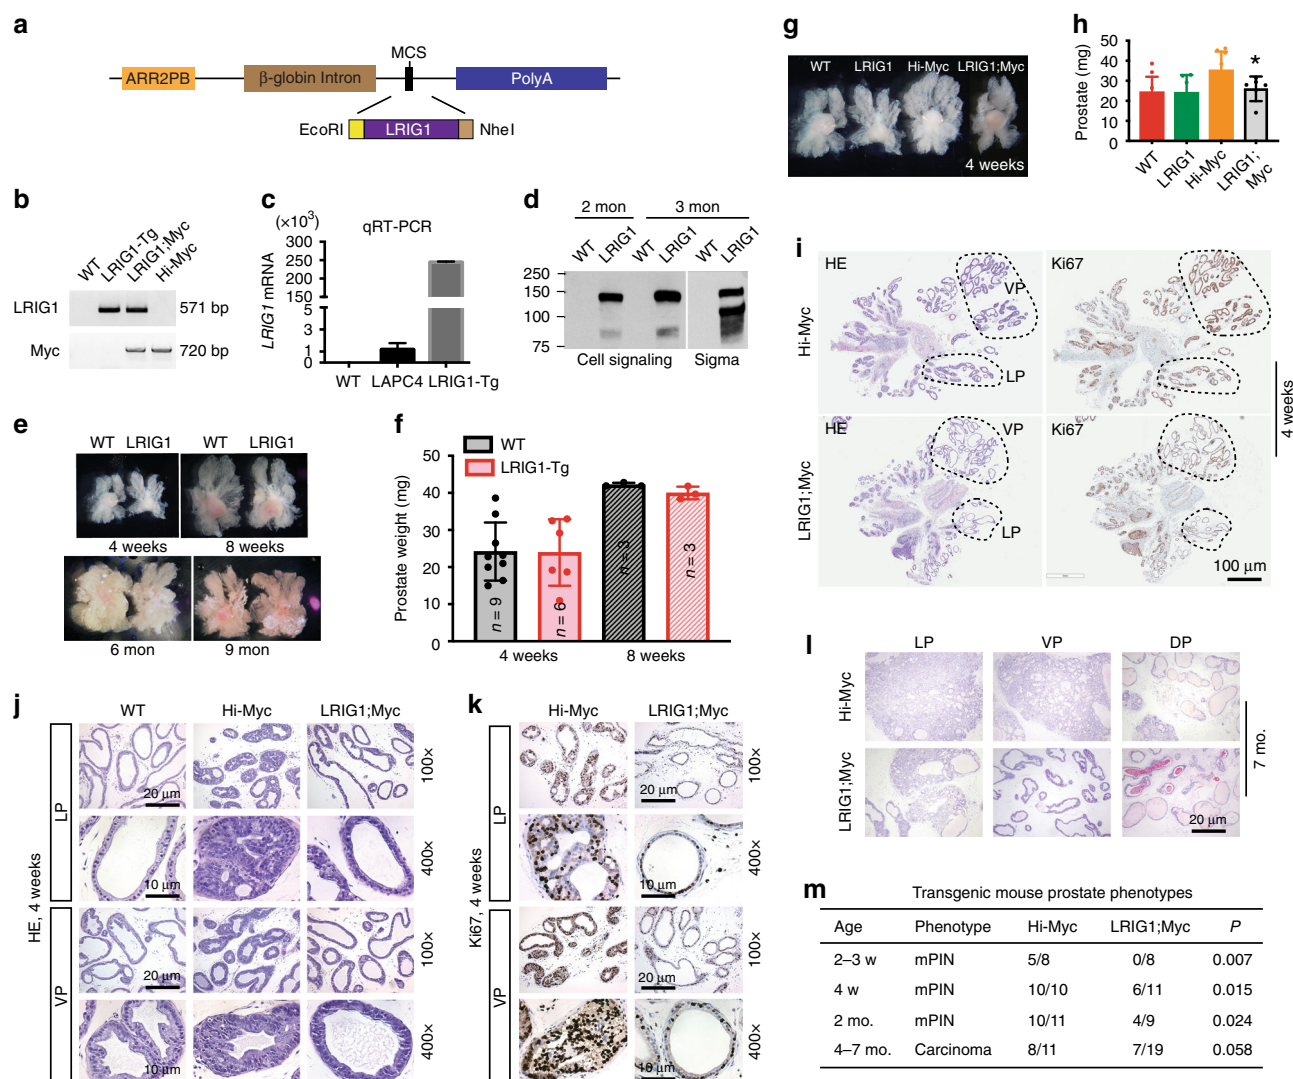 a
MCS
ARR2PB
β-globin Intron
PolyA
EcoRI
LRIG1
NheI
b
WT
LRIG1-Tg
LRIG1;Myc
Hi-Myc
LRIG1
571 bp
Myc
720 bp
c
(×10³)
qRT-PCR
LRIG1 mRNA
300
250
200
150
5
3
1
0
WT LAPC4 LRIG1-Tg
d
2 mon 3 mon
WT LRIG1 WT LRIG1 WT LRIG1
250
150
100
75
Cell signaling Sigma
e
WT LRIG1 WT LRIG1
4 weeks 8 weeks
6 mon 9 mon
f
WT
LRIG1-Tg
Prostate weight (mg)
50
40
30
20
10
0
n = 9
n = 6
n = 3
n = 3
4 weeks 8 weeks
g
WT LRIG1 Hi-Myc LRIG1;Myc
4 weeks
h
Prostate (mg)
50
40
30
20
10
0
*
WT
LRIG1
Hi-Myc
LRIG1;
Myc
i
HE
VP
LP
Ki67
Hi-Myc
HE
VP
LP
Ki67
LRIG1;Myc
100 µm
4 weeks
j
WT Hi-Myc LRIG1;Myc
HE, 4 weeks
LP
VP
20 µm
100×
10 µm
400×
20 µm
100×
10 µm
400×
k
Hi-Myc LRIG1;Myc
Ki67, 4 weeks
LP
VP
20 µm
100×
10 µm
400×
20 µm
100×
10 µm
400×
l
LP VP DP
Hi-Myc
LRIG1;Myc
7 mo.
20 µm
m
Transgenic mouse prostate phenotypes
Age Phenotype Hi-Myc LRIG1;Myc P
2–3 w mPIN 5/8 0/8 0.007
4 w mPIN 10/10 6/11 0.015
2 mo. mPIN 10/11 4/9 0.024
4–7 mo. Carcinoma 8/11 7/19 0.058